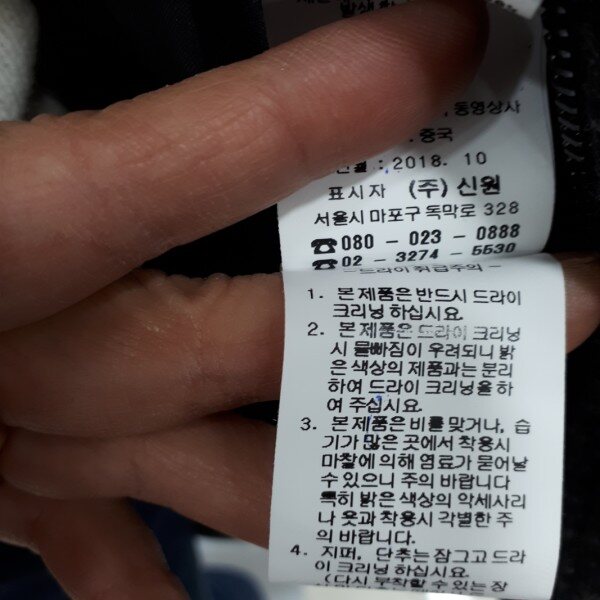 동영상사
: 중국
: 2018. 10
표시자 (주) 신원
서울시 마포구 독막로 328
☎ 080 - 023 - 0888
☎ 02 - 3274 - 5530
- 드라이 취급주의 -
1. 본 제품은 반드시 드라이
크리닝 하십시요.
2. 본 제품은 드라이 크리닝
시 물빠짐이 우려되니 밝
은 색상의 제품과는 분리
하여 드라이 크리닝을 하
여 주십시요.
3. 본 제품은 비를 맞거나, 습
기가 많은 곳에서 착용시
마찰에 의해 염료가 묻어날
수 있으니 주의 바랍니다
특히 밝은 색상의 악세사리
나 옷과 착용시 각별한 주
의 바랍니다.
4. 지퍼, 단추는 잠그고 드라
이 크리닝 하십시요.
(다시 부착할 수 있는 장